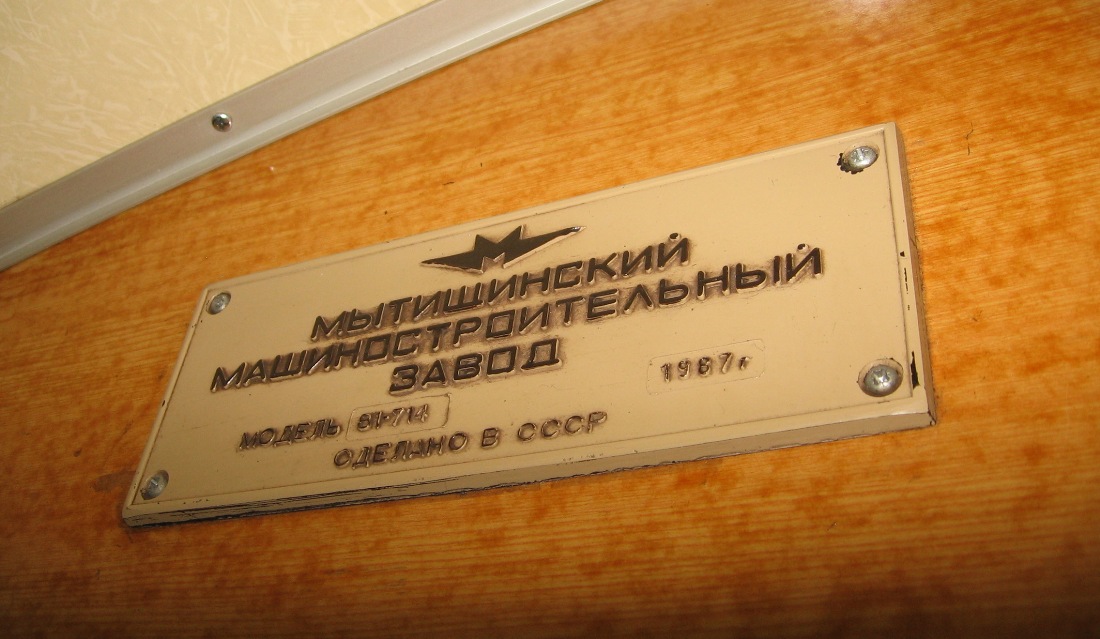 МЫТИЩИНСКИЙ
МАШИНОСТРОИТЕЛЬНЫЙ
ЗАВОД
1987г
МОДЕЛЬ 81-714
СДЕЛАНО В СССР